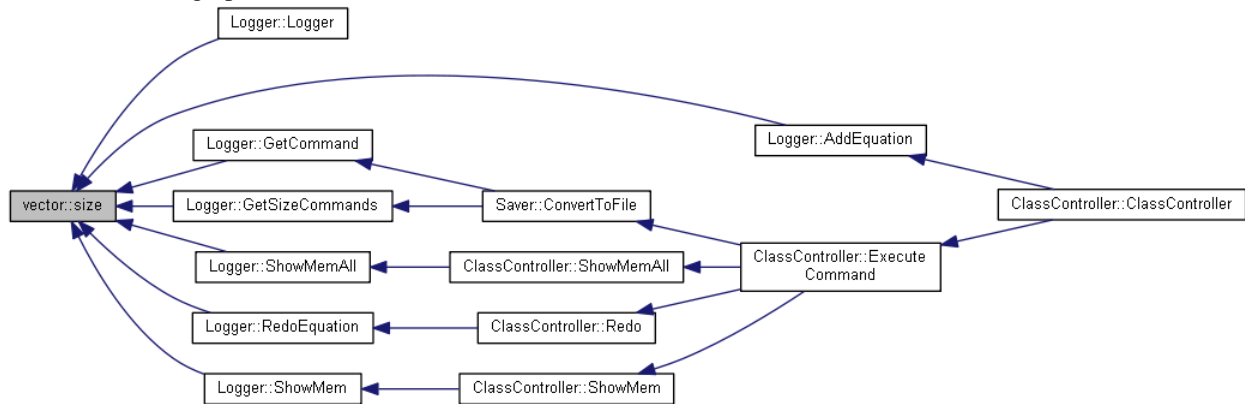 Logger::Logger
Logger::AddEquation
Logger::GetCommand
vector::size
Logger::GetSizeCommands
Saver::ConvertToFile
ClassController::ClassController
Logger::ShowMemAll
ClassController::ShowMemAll
ClassController::Execute
Command
Logger::RedoEquation
ClassController::Redo
Logger::ShowMem
ClassController::ShowMem